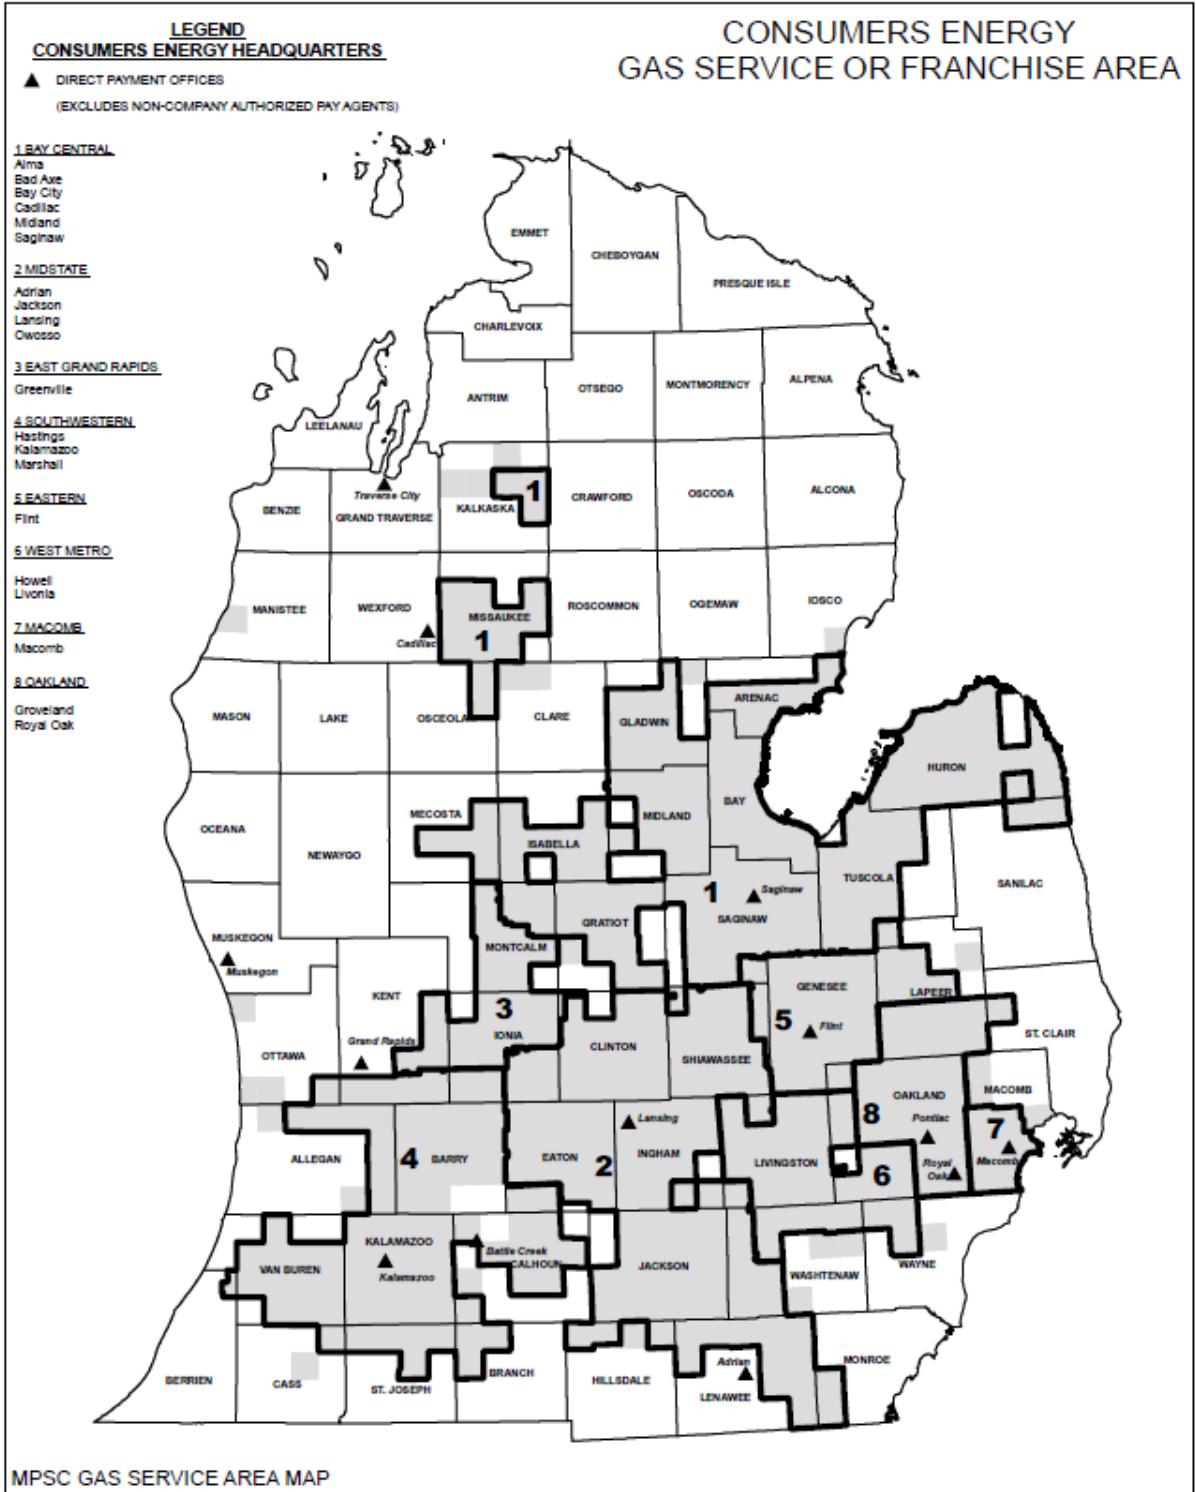 LEGEND
CONSUMERS ENERGY HEADQUARTERS
DIRECT PAYMENT OFFICES
(EXCLUDES NON-COMPANY AUTHORIZED PAY AGENTS)
CONSUMERS ENERGY
GAS SERVICE OR FRANCHISE AREA
1 BAY CENTRAL
Alma
Bad Axe
Bay City
Cadillac
Midland
Saginaw
2 MIDSTATE
Adrian
Jackson
Lansing
Owosso
3 EAST GRAND RAPIDS
Greenville
4 SOUTHWESTERN
Hastings
Kalamazoo
Marshall
5 EASTERN
Flint
6 WEST METRO
Howell
Livonia
7 MACOMB
Macomb
8 OAKLAND
Groveland
Royal Oak
EMMET
CHEBOYGAN
PRESQUE ISLE
CHARLEVOIX
ANTRIM
OTSEGO
MONTMORENCY
ALPENA
LEELANAU
BENZIE
Traverse City
GRAND TRAVERSE
KALKASKA
1
CRAWFORD
OSCODA
ALCONA
MANISTEE
WEXFORD
Cadillac
MISSAUKEE
1
ROSCOMMON
OGEMAW
IOSCO
MASON
LAKE
OSCEOLA
CLARE
GLADWIN
ARENAC
HURON
OCEANA
NEWAYGO
MECOSTA
ISABELLA
MIDLAND
BAY
TUSCOLA
SANILAC
MUSKEGON
Muskegon
MONTCALM
GRATIOT
1
Saginaw
SAGINAW
KENT
Grand Rapids
OTTAWA
3
IONIA
CLINTON
SHIAWASSEE
GENESEE
5
Flint
LAPEER
ST. CLAIR
ALLEGAN
4
BARRY
EATON
2
Lansing
INGHAM
LIVINGSTON
OAKLAND
8
Pontiac
Royal
Oak
6
MACOMB
7
Macomb
VAN BUREN
KALAMAZOO
Kalamazoo
Battle Creek
CALHOUN
JACKSON
WASHTENAW
WAYNE
BERRIEN
CASS
ST. JOSEPH
BRANCH
HILLSDALE
Adrian
LENAWEE
MONROE
MPSC GAS SERVICE AREA MAP